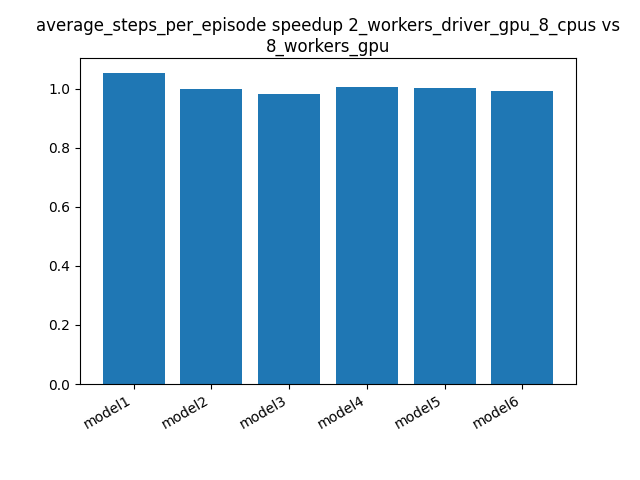 average_steps_per_episode speedup 2_workers_driver_gpu_8_cpus vs
8_workers_gpu
1.0
0.8
0.6
0.4
0.2
0.0
model1
model2
model3
model4
model5
model6